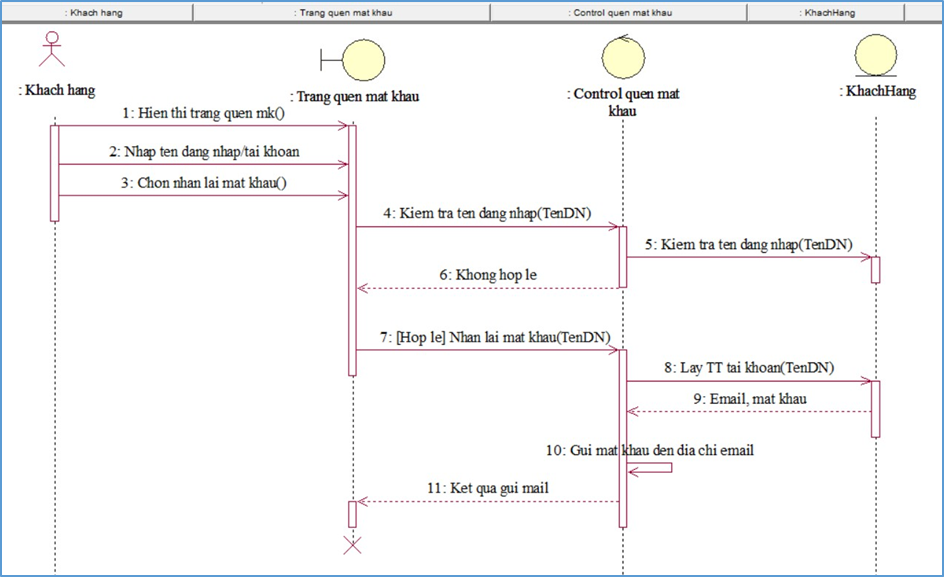 : Khach hang
: Trang quen mat khau
: Control quen mat khau
: KhachHang
: Khach hang
: Trang quen mat khau
: Control quen mat
khau
: KhachHang
1: Hien thi trang quen mk()
2: Nhap ten dang nhap/tai khoan
3: Chon nhan lai mat khau()
4: Kiem tra ten dang nhap(TenDN)
5: Kiem tra ten dang nhap(TenDN)
6: Khong hop le
7: [Hop le] Nhan lai mat khau(TenDN)
8: Lay TT tai khoan(TenDN)
9: Email, mat khau
10: Gui mat khau den dia chi email
11: Ket qua gui mail